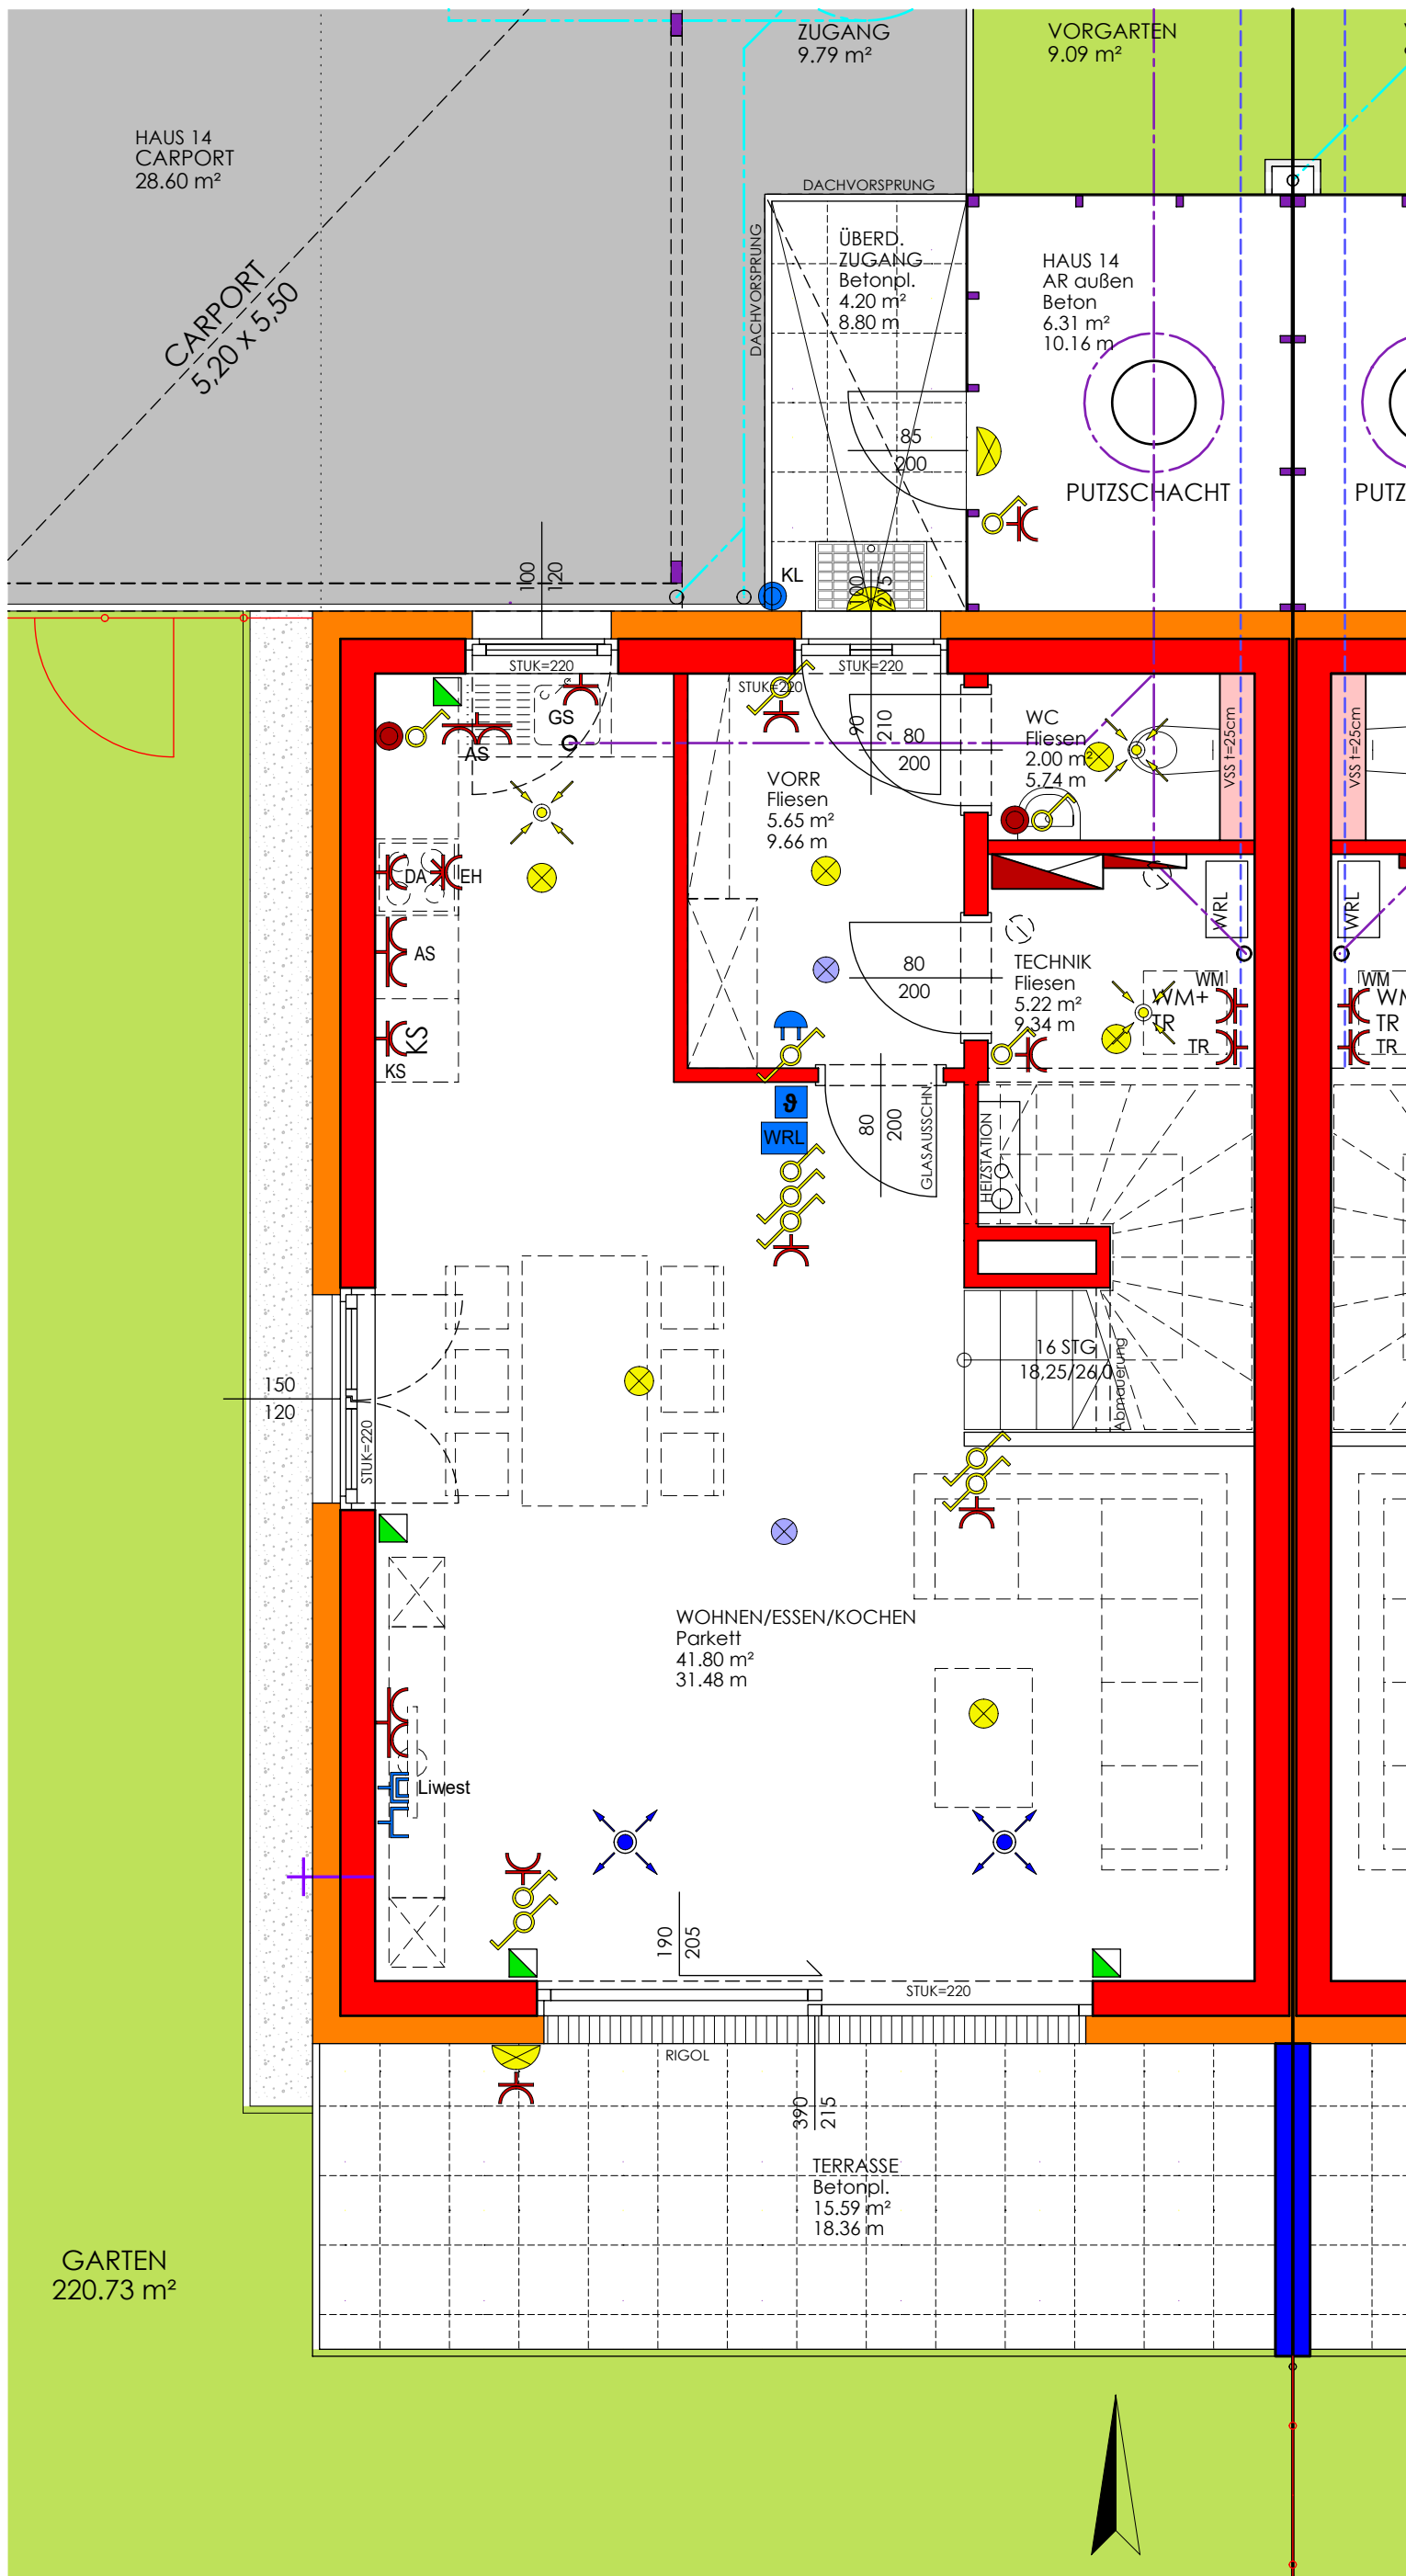 ZUGANG
9.79 m²
VORGARTEN
9.09 m²
HAUS 14
CARPORT
28.60 m²
CARPORT
5,20 x 5,50
DACHVORSPRUNG
DACHVORSPRUNG
ÜBERD.
ZUGANG
Betonpl.
4.20 m²
8.80 m
HAUS 14
AR außen
Beton
6.31 m²
10.16 m
85
200
PUTZSCHACHT
PUTZ
100
120
KL
215
STUK=220
STUK=220
STUK=220
GS
AS
90
210
80
200
WC
Fliesen
2.00 m²
5.74 m
VSS t=25cm
VSS t=25cm
VORR
Fliesen
5.65 m²
9.66 m
DA
EH
AS
KS
KS
WRL
WRL
80
200
TECHNIK
Fliesen
5.22 m²
9.34 m
WM
WM+
TR
TR
WM
TR
TR
ϑ
WRL
80
200
GLASAUSSCHN.
HEIZSTATION
16 STG
18,25/26,0
Abmauerung
150
120
STUK=220
WOHNEN/ESSEN/KOCHEN
Parkett
41.80 m²
31.48 m
Liwest
190
205
STUK=220
RIGOL
390
215
TERRASSE
Betonpl.
15.59 m²
18.36 m
GARTEN
220.73 m²